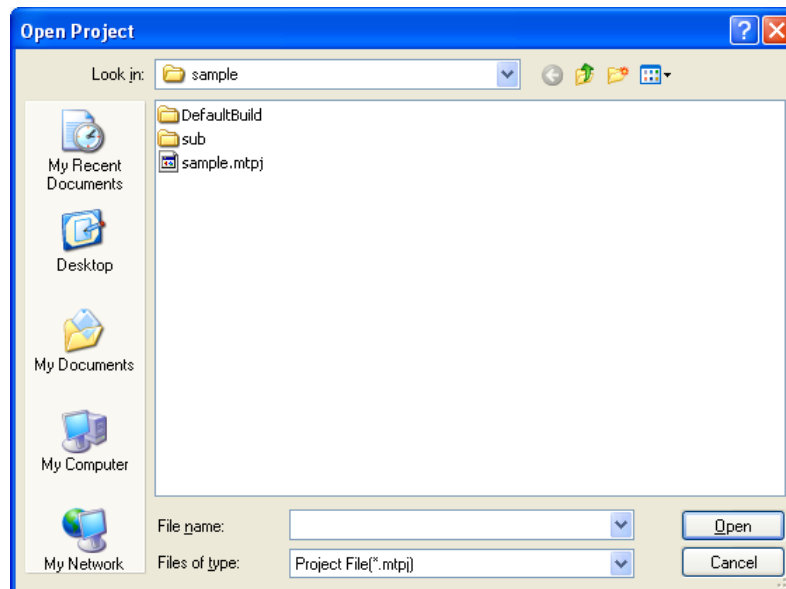 Open Project
Look in:
sample
DefaultBuild
sub
sample.mtpj
My Recent
Documents
Desktop
My Documents
My Computer
My Network
File name:
Open
Files of type:
Project File(*.mtpj)
Cancel